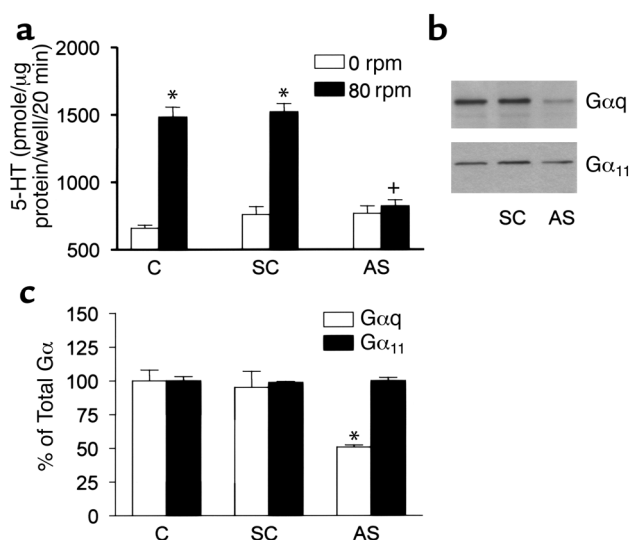 a
5-HT (pmole/µg
protein/well/20 min)
2000
1500
1000
500
0 rpm
80 rpm
*
*
+
C SC AS
b
Gαq
Gα11
SC AS
c
% of Total Gα
150
125
100
75
50
25
0
Gαq
Gα11
*
C SC AS